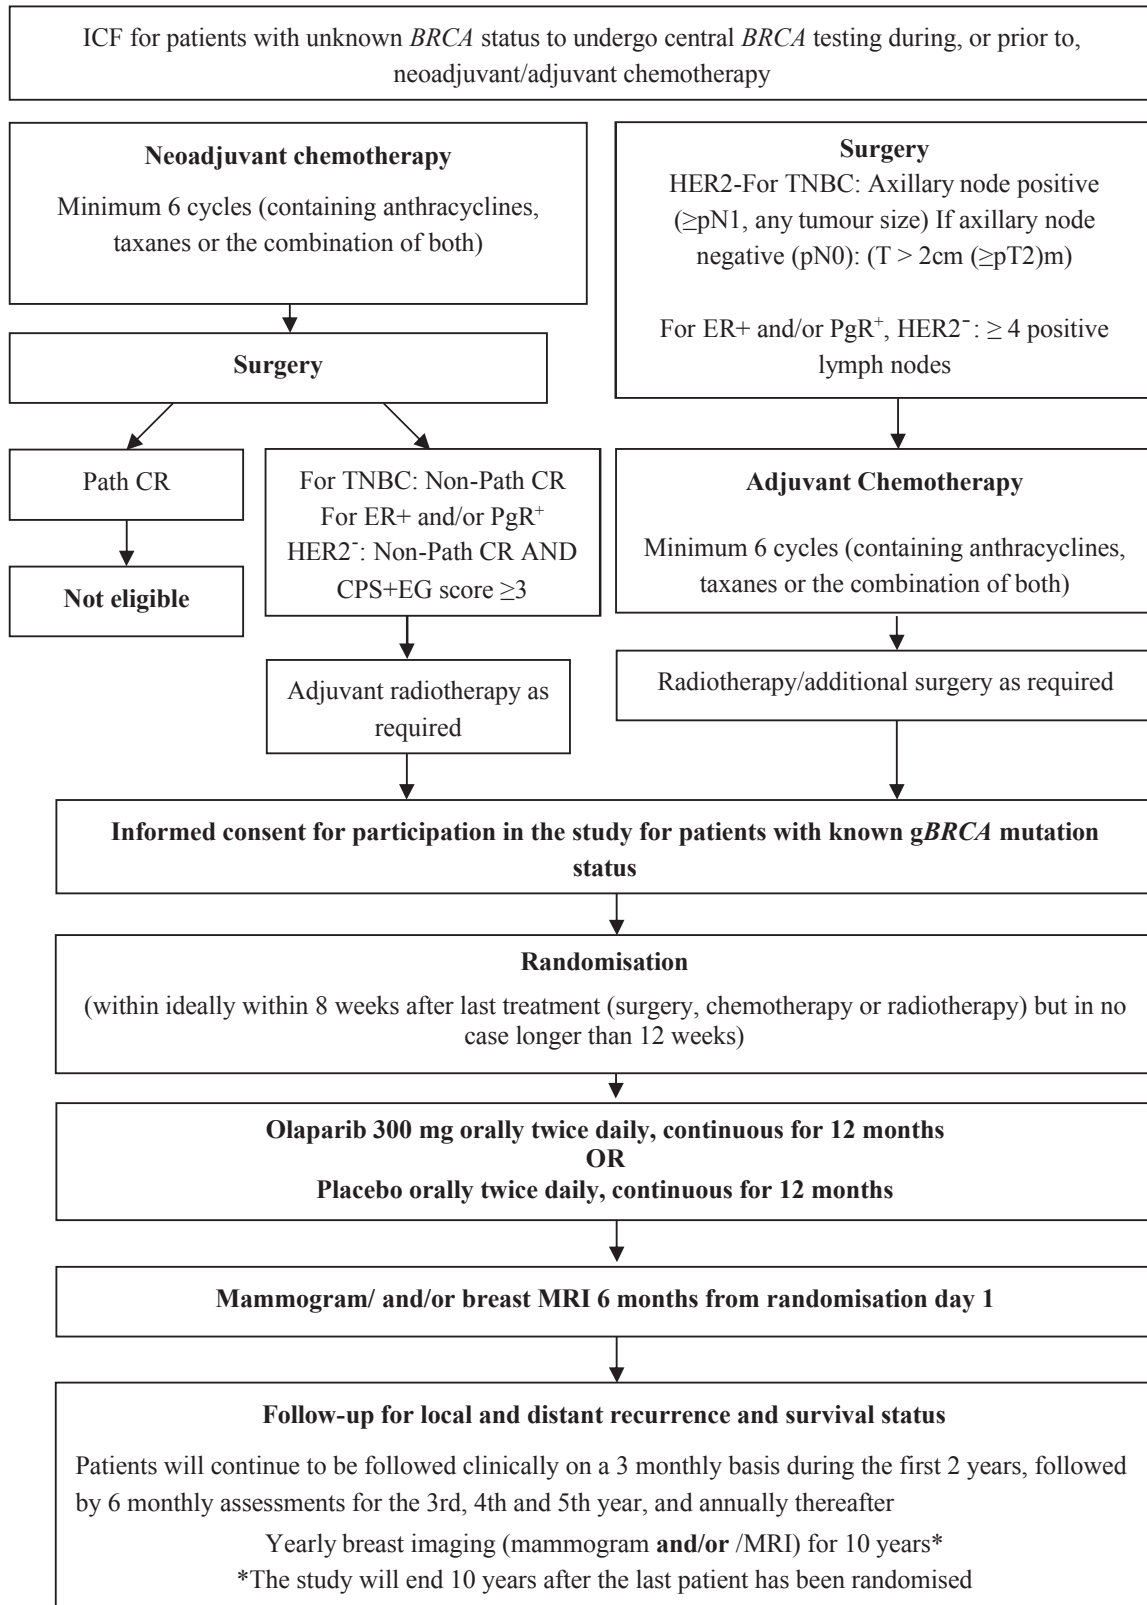 ICF for patients with unknown BRCA status to undergo central BRCA testing during, or prior to,
neoadjuvant/adjuvant chemotherapy
Neoadjuvant chemotherapy
Minimum 6 cycles (containing anthracyclines,
taxanes or the combination of both)
Surgery
HER2-For TNBC: Axillary node positive
(≥pN1, any tumour size) If axillary node
negative (pN0): (T > 2cm (≥pT2)m)
For ER+ and/or PgR⁺, HER2⁻: ≥ 4 positive
lymph nodes
Surgery
Path CR
Not eligible
For TNBC: Non-Path CR
For ER+ and/or PgR⁺
HER2⁻: Non-Path CR AND
CPS+EG score ≥3
Adjuvant Chemotherapy
Minimum 6 cycles (containing anthracyclines,
taxanes or the combination of both)
Adjuvant radiotherapy as
required
Radiotherapy/additional surgery as required
Informed consent for participation in the study for patients with known gBRCA mutation
status
Randomisation
(within ideally within 8 weeks after last treatment (surgery, chemotherapy or radiotherapy) but in no
case longer than 12 weeks)
Olaparib 300 mg orally twice daily, continuous for 12 months
OR
Placebo orally twice daily, continuous for 12 months
Mammogram/ and/or breast MRI 6 months from randomisation day 1
Follow-up for local and distant recurrence and survival status
Patients will continue to be followed clinically on a 3 monthly basis during the first 2 years, followed
by 6 monthly assessments for the 3rd, 4th and 5th year, and annually thereafter
Yearly breast imaging (mammogram and/or /MRI) for 10 years*
*The study will end 10 years after the last patient has been randomised